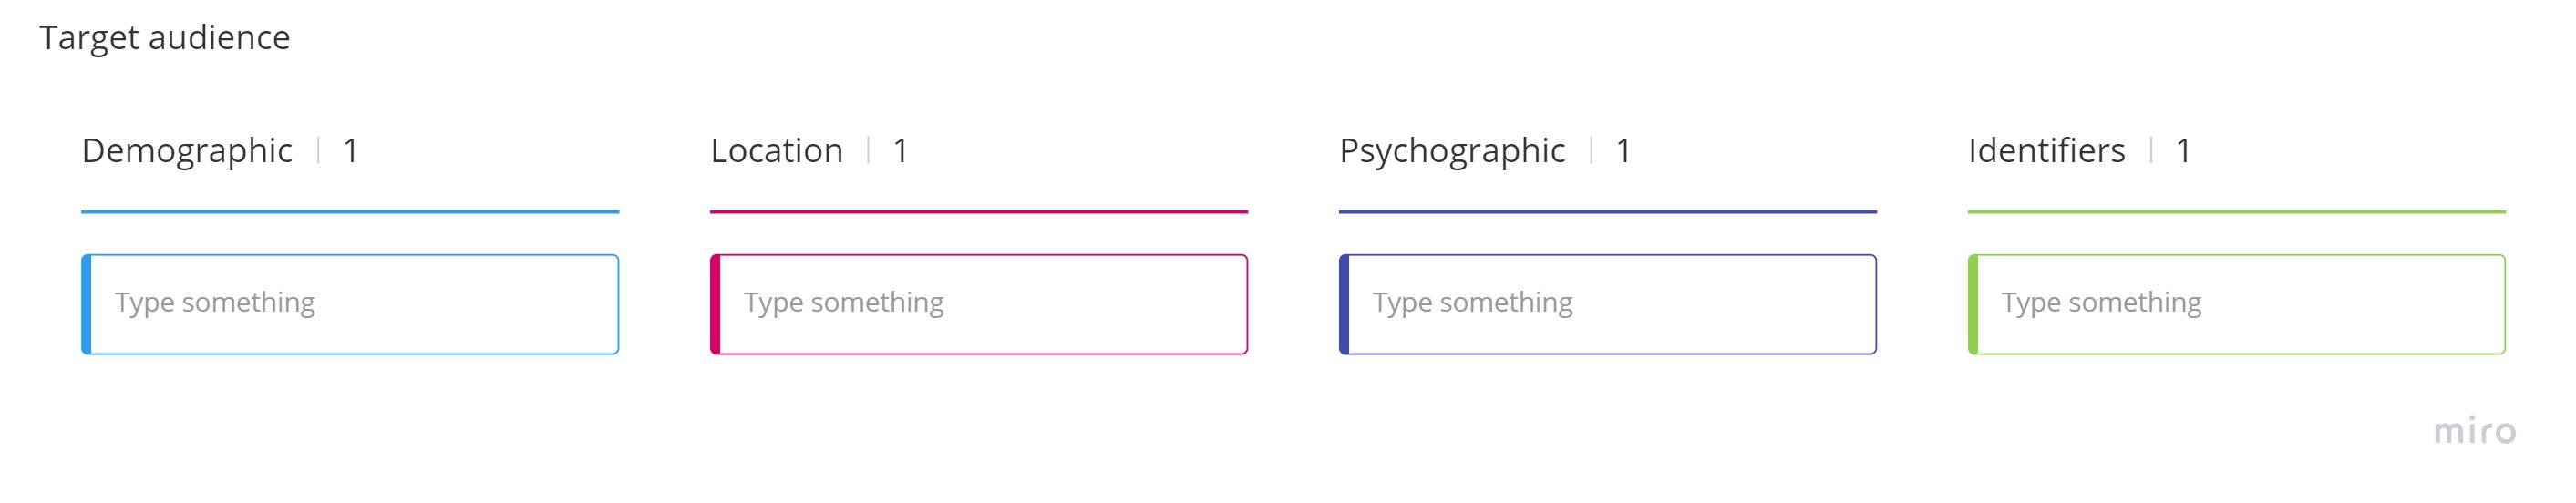 Target audience
Demographic | 1
Location | 1
Psychographic | 1
Identifiers | 1
Type something
Type something
Type something
Type something
miro